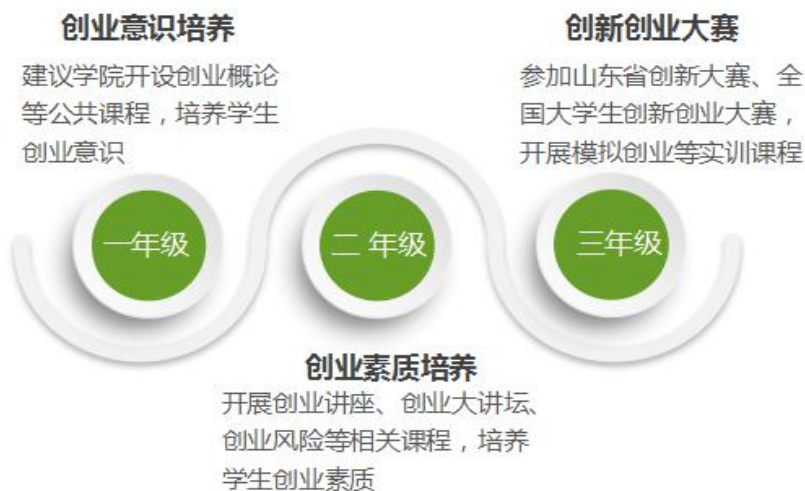 创业意识培养
建议学院开设创业概论
等公共课程，培养学生
创业意识
创新创业大赛
参加山东省创新大赛、全
国大学生创新创业大赛，
开展模拟创业等实训课程
一年级
二 年级
三年级
创业素质培养
开展创业讲座、创业大讲坛、
创业风险等相关课程，培养
学生创业素质